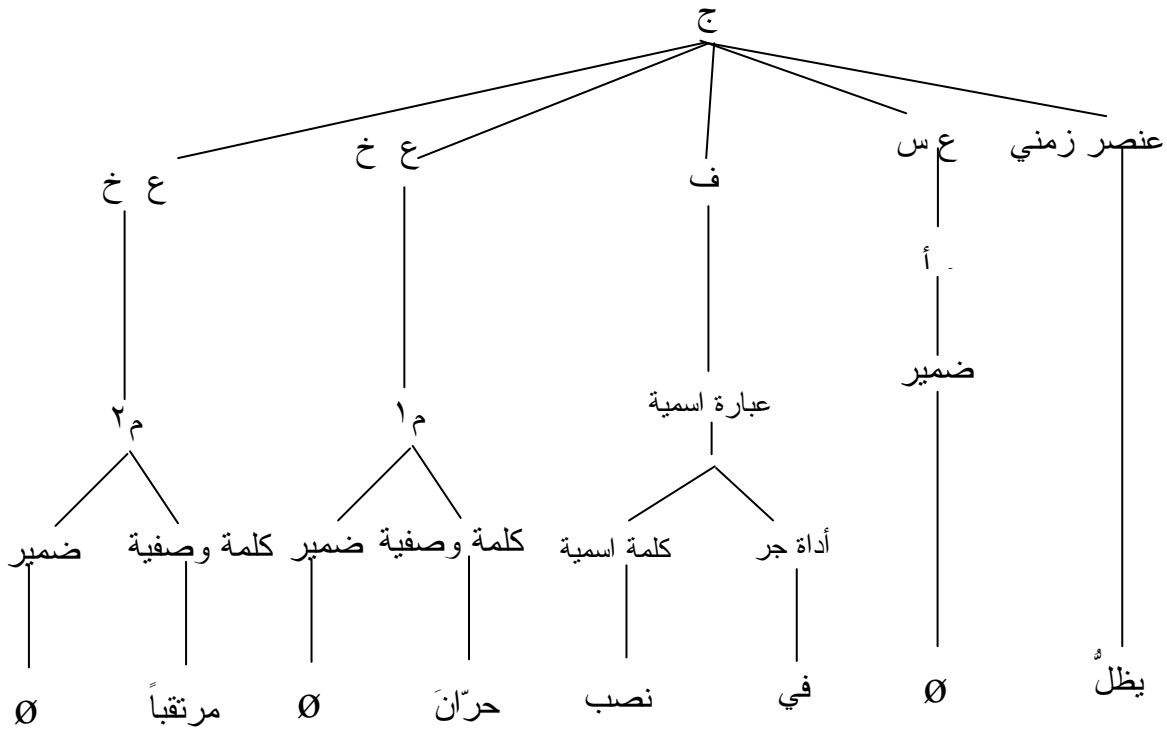 ج
عنصر زمني ع س ف ع خ ع خ
أ
ضمير
عبارة اسمية م١ م٢
أداة جر كلمة اسمية كلمة وصفية ضمير كلمة وصفية ضمير
يظلُّ Ø في نصب حرّانَ Ø مرتقباً Ø